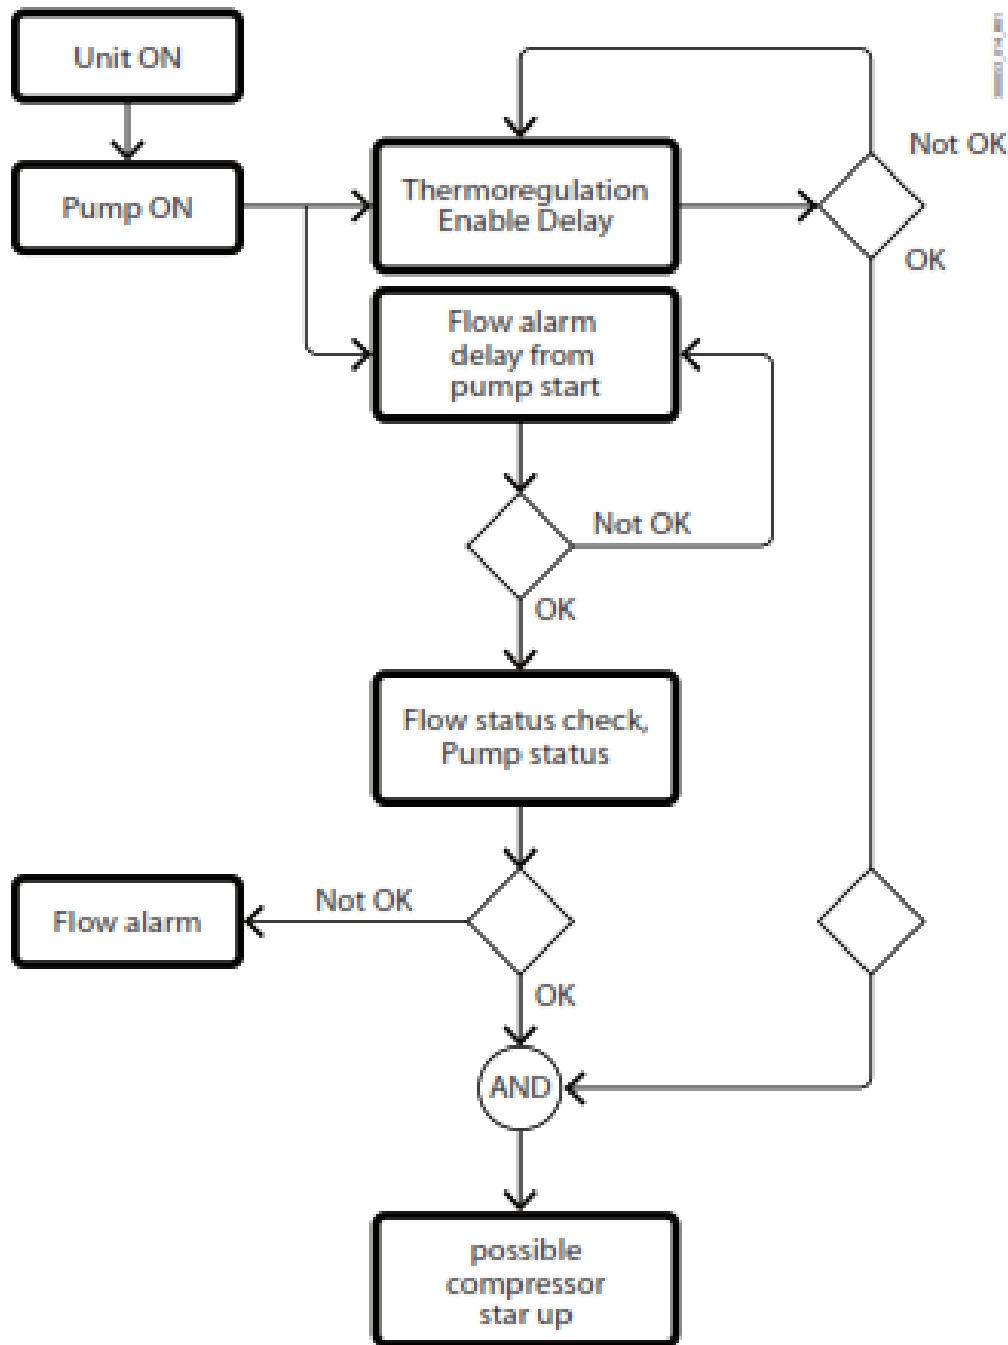 Unit ON
Pump ON
Thermoregulation
Enable Delay
Not OK
OK
Flow alarm
delay from
pump start
Not OK
OK
Flow status check,
Pump status
Flow alarm
Not OK
OK
AND
possible
compressor
star up